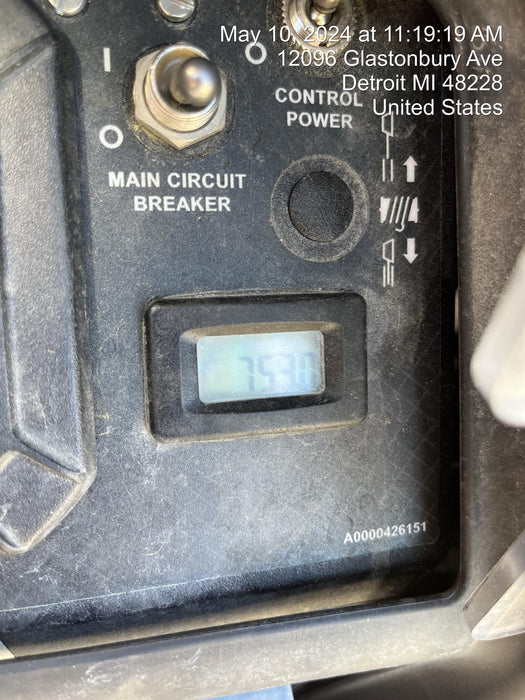 May 10, 2024 at 11:19:19 AM
12096 Glastonbury Ave
Detroit MI 48228
United States
I
O
O
CONTROL
POWER
MAIN CIRCUIT
BREAKER
A0000426151